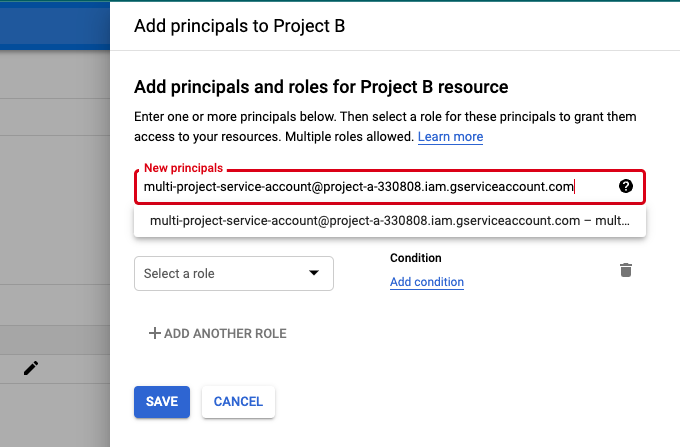 Add principals to Project B
Add principals and roles for Project B resource
Enter one or more principals below. Then select a role for these principals to grant them
access to your resources. Multiple roles allowed. Learn more
New principals
multi-project-service-account@project-a-330808.iam.gserviceaccount.com
multi-project-service-account@project-a-330808.iam.gserviceaccount.com – mult...
Select a role
Condition
Add condition
ADD ANOTHER ROLE
SAVE CANCEL